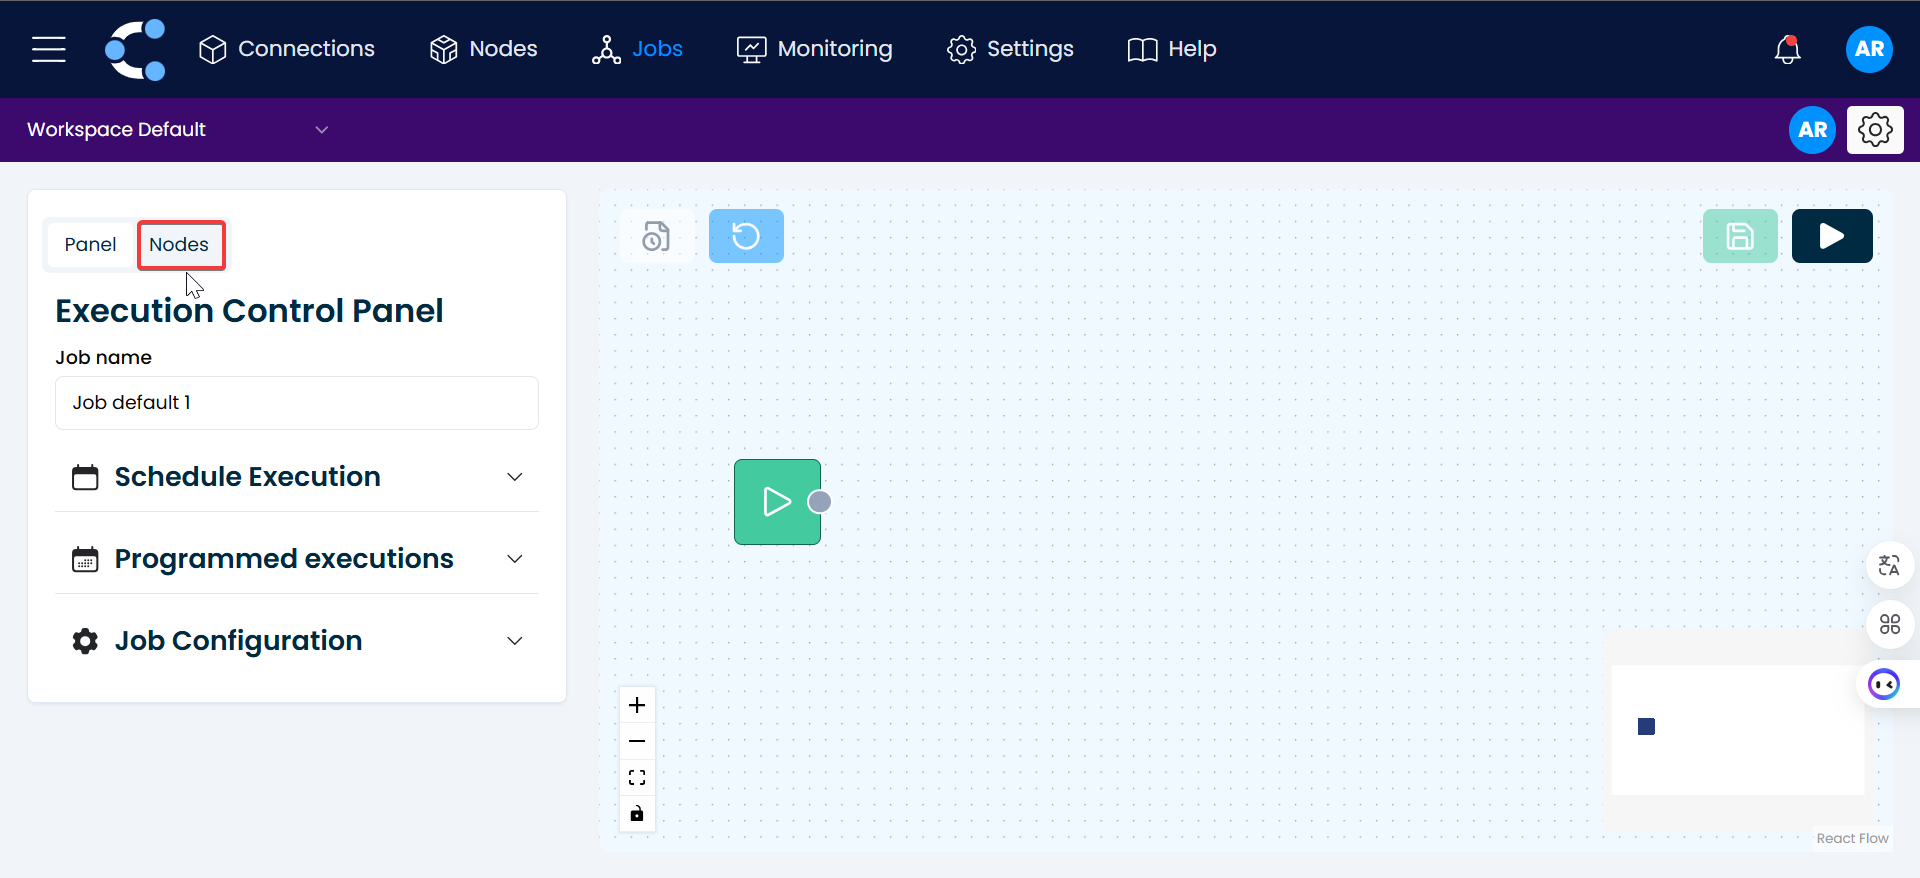 Connections
Nodes
Jobs
Monitoring
Settings
Help
AR
Workspace Default
AR
Panel
Nodes
Execution Control Panel
Job name
Job default 1
Schedule Execution
Programmed executions
Job Configuration
React Flow